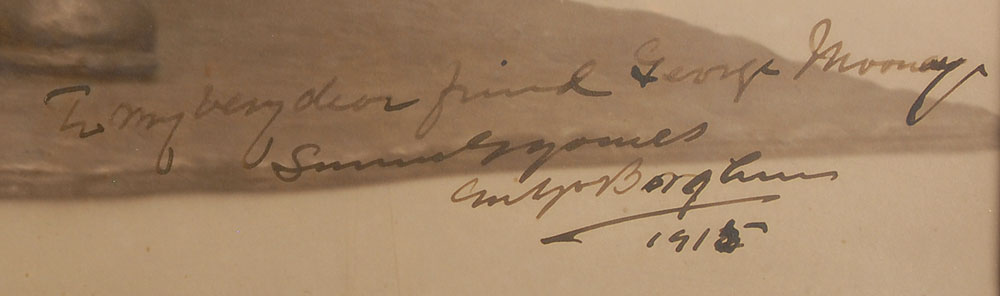 To my very dear friend George Mooney
Sincerely yours
Gutzon Borglum
1915